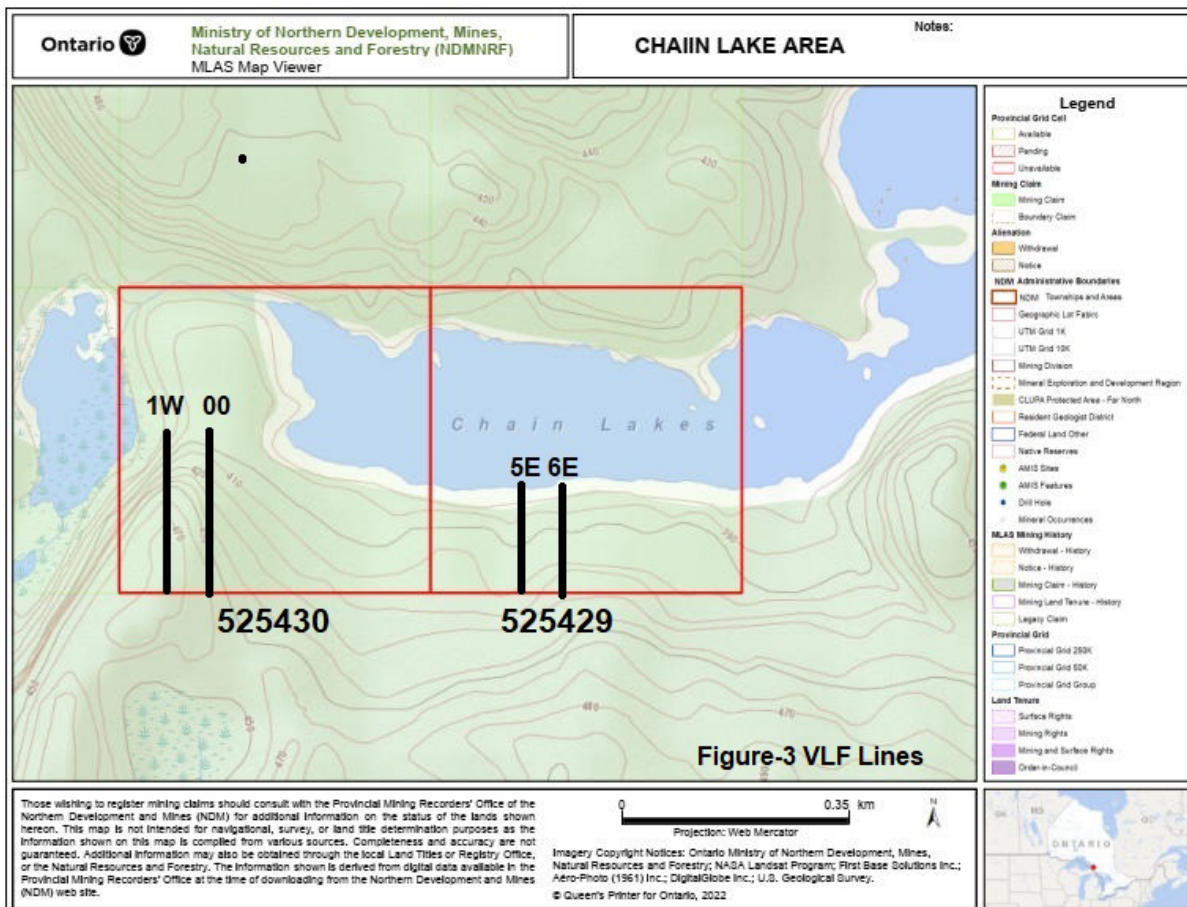 Ontario
Ministry of Northern Development, Mines,
Natural Resources and Forestry (NDMNRF)
MLAS Map Viewer
CHAIIN LAKE AREA
Notes:
480
440
420
430
440
1W 00
Chain Lakes
5E 6E
410
470
390
525430
525429
450
450
470
480
470
Figure-3 VLF Lines
Legend
Provincial Grid Cell
Available
Pending
Unavailable
Mining Claim
Mining Claim
Boundary Claim
Alienation
Withdrawal
Notice
NDM Administrative Boundaries
NDM Townships and Areas
Geographic Lot Fabric
UTM Grid 1K
UTM Grid 10K
Mining Division
Mineral Exploration and Development Region
CLUPA Protected Area - Far North
Resident Geologist District
Federal Land Other
Native Reserves
AMIS Sites
AMIS Features
Drill Hole
Mineral Occurrences
MLAS Mining History
Withdrawal - History
Notice - History
Mining Claim - History
Mining Land Tenure - History
Legacy Claim
Provincial Grid
Provincial Grid 250K
Provincial Grid 50K
Provincial Grid Group
Land Tenure
Surface Rights
Mining Rights
Mining and Surface Rights
Order-in-Council
Those wishing to register mining claims should consult with the Provincial Mining Recorders' Office of the
Northern Development and Mines (NDM) for additional information on the status of the lands shown
hereon. This map is not intended for navigational, survey, or land title determination purposes as the
information shown on this map is compiled from various sources. Completeness and accuracy are not
guaranteed. Additional information may also be obtained through the local Land Titles or Registry Office,
or the Natural Resources and Forestry. The information shown is derived from digital data available in the
Provincial Mining Recorders' Office at the time of downloading from the Northern Development and Mines
(NDM) web site.
0 0.35 km
Projection: Web Mercator
N
Imagery Copyright Notices: Ontario Ministry of Northern Development, Mines,
Natural Resources and Forestry; NASA Landsat Program; First Base Solutions Inc.;
Aéro-Photo (1961) Inc.; DigitalGlobe Inc.; U.S. Geological Survey.
© Queen's Printer for Ontario, 2022
ONTARIO